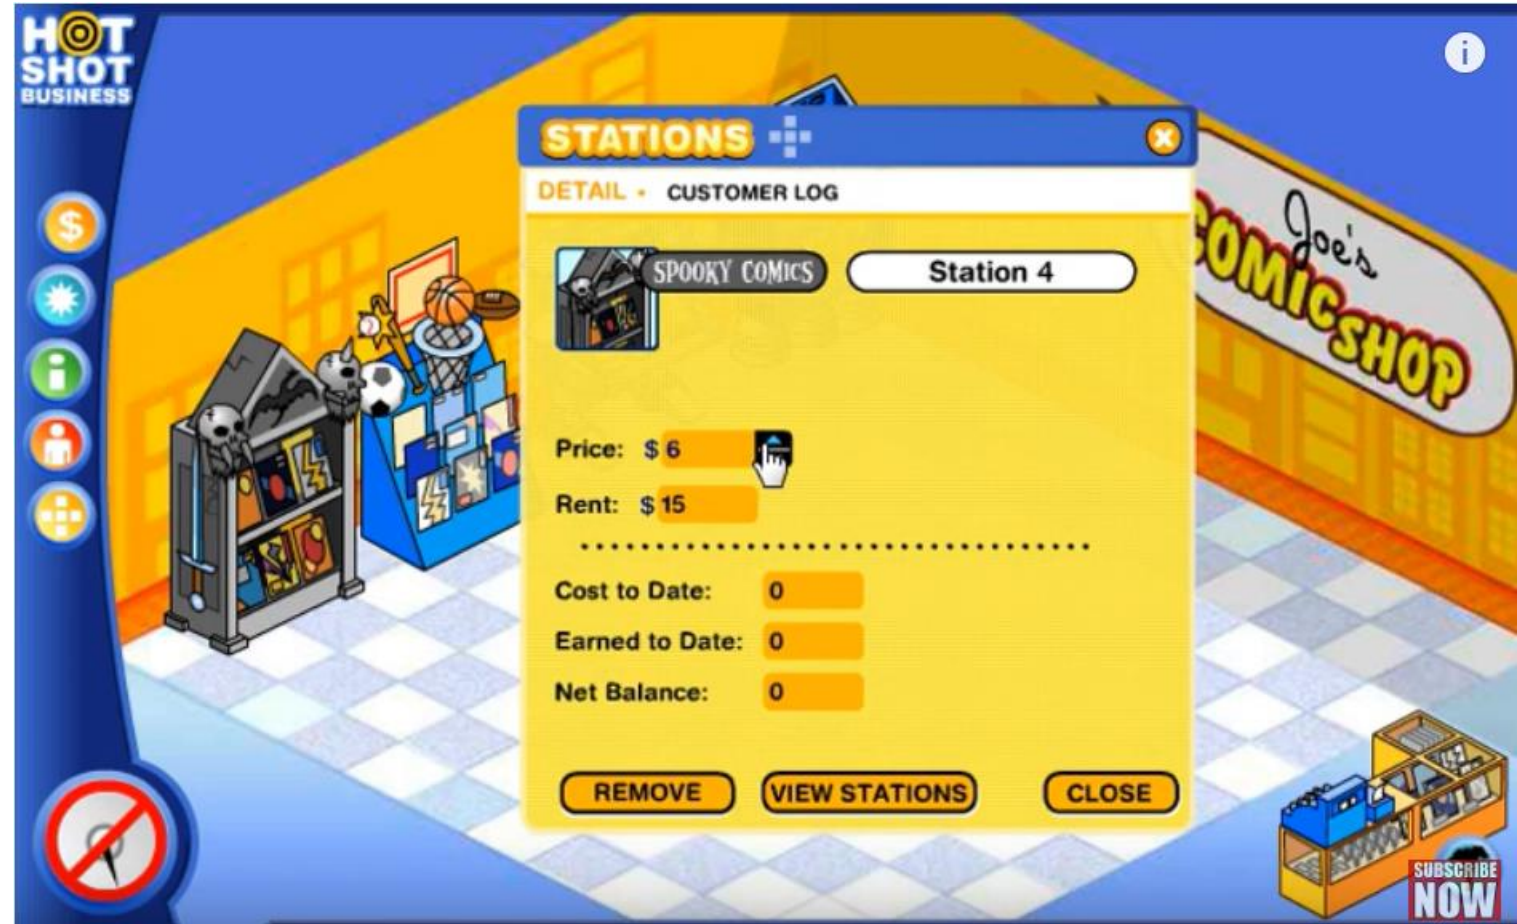 HOT
SHOT
BUSINESS
STATIONS
DETAIL • CUSTOMER LOG
SPOOKY COMICS
Station 4
Price: $ 6
Rent: $ 15
Cost to Date: 0
Earned to Date: 0
Net Balance: 0
REMOVE
VIEW STATIONS
CLOSE
Joe's
COMIC SHOP
SUBSCRIBE
NOW